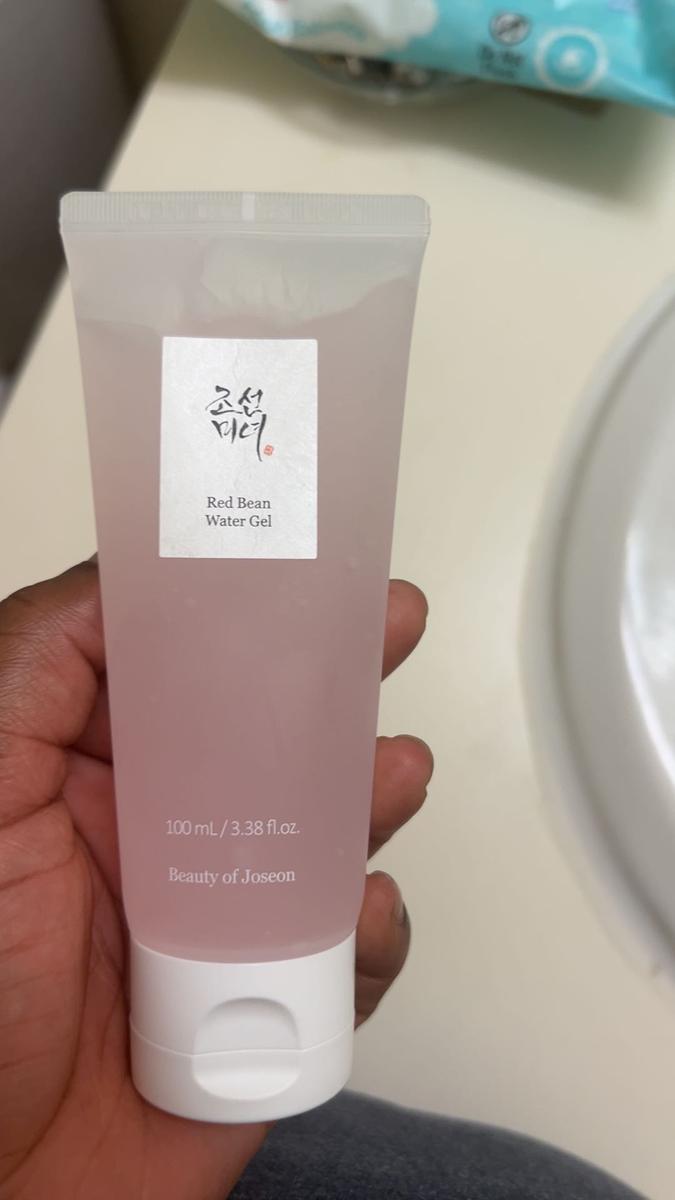 조선
미녀
Red Bean
Water Gel
100 mL / 3.38 fl.oz.
Beauty of Joseon